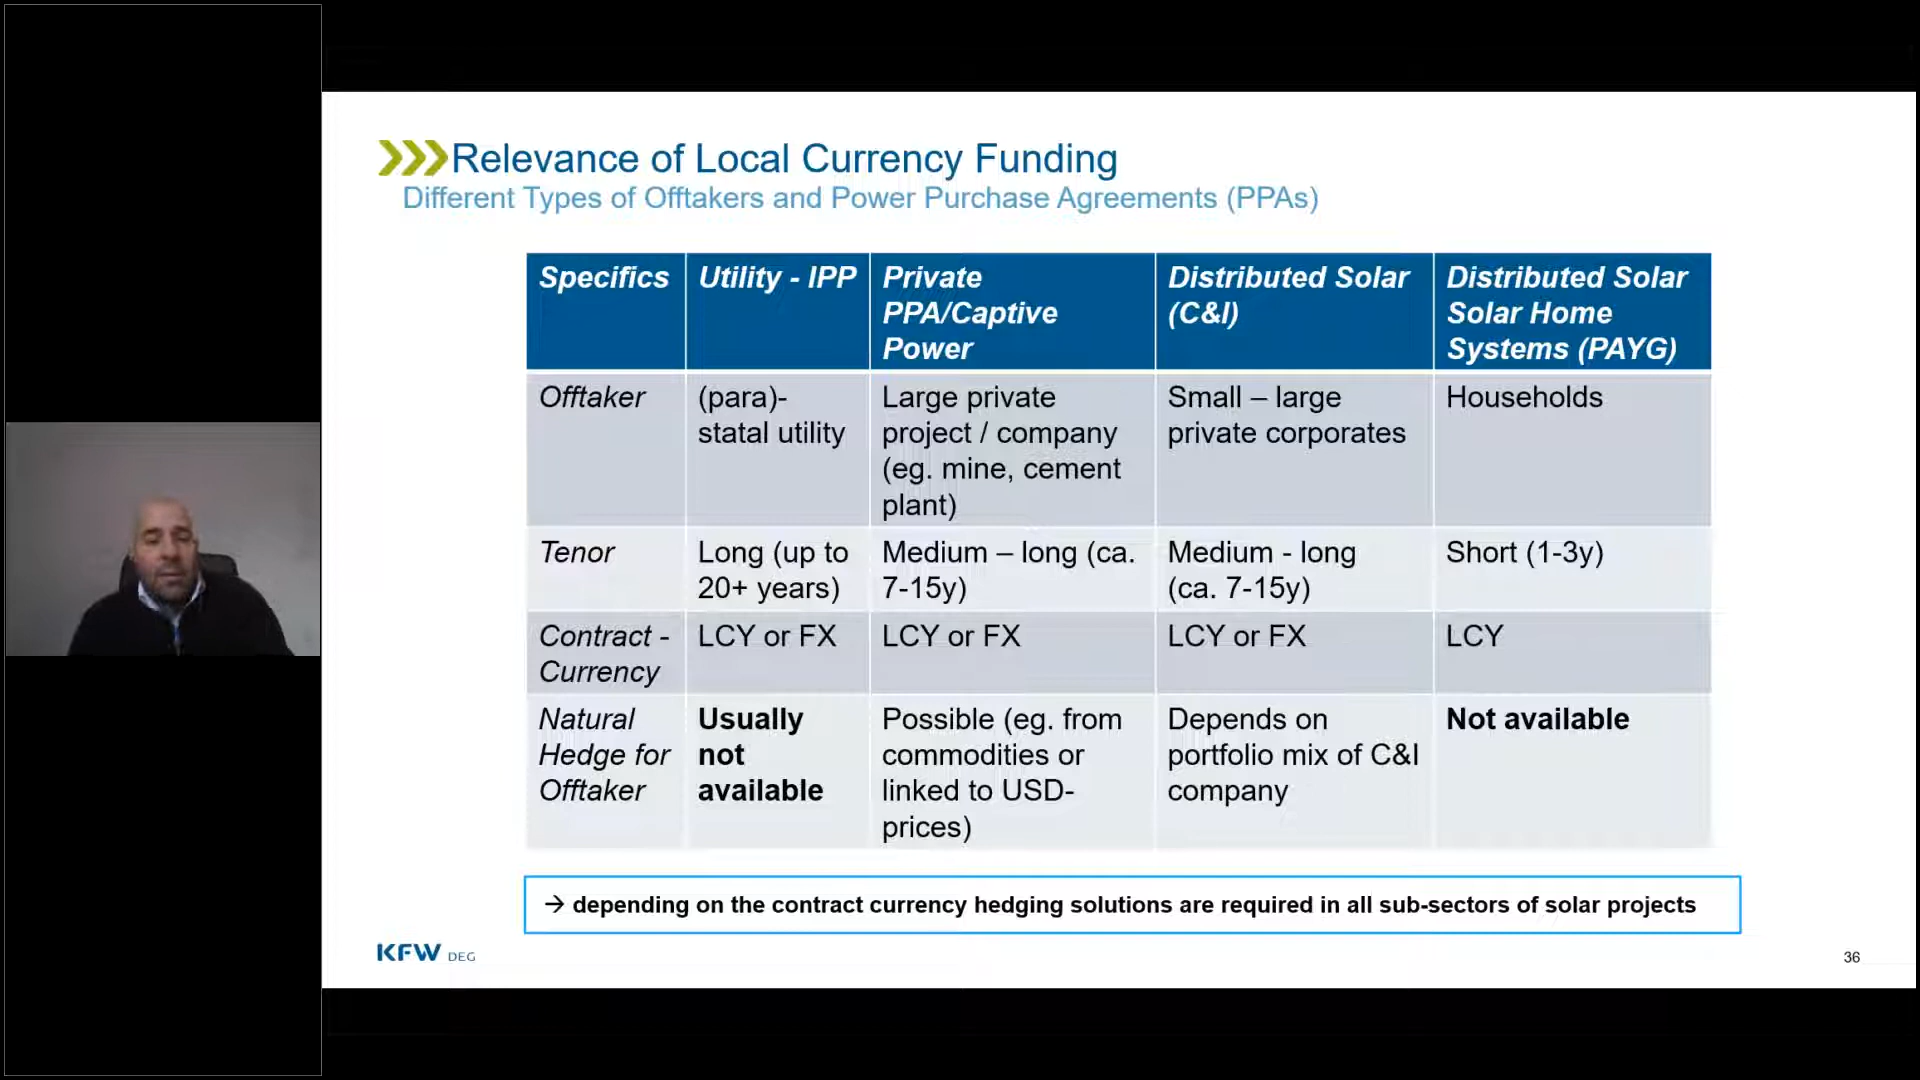 Relevance of Local Currency Funding
Different Types of Offtakers and Power Purchase Agreements (PPAs)
Specifics
Utility - IPP
Private
PPA/Captive
Power
Distributed Solar
(C&I)
Distributed Solar
Solar Home
Systems (PAYG)
Offtaker
(para)-
statal utility
Large private
project / company
(eg. mine, cement
plant)
Small – large
private corporates
Households
Tenor
Long (up to
20+ years)
Medium – long (ca.
7-15y)
Medium - long
(ca. 7-15y)
Short (1-3y)
Contract -
Currency
LCY or FX
LCY or FX
LCY or FX
LCY
Natural
Hedge for
Offtaker
Usually
not
available
Possible (eg. from
commodities or
linked to USD-
prices)
Depends on
portfolio mix of C&I
company
Not available
→ depending on the contract currency hedging solutions are required in all sub-sectors of solar projects
KFW DEG
36